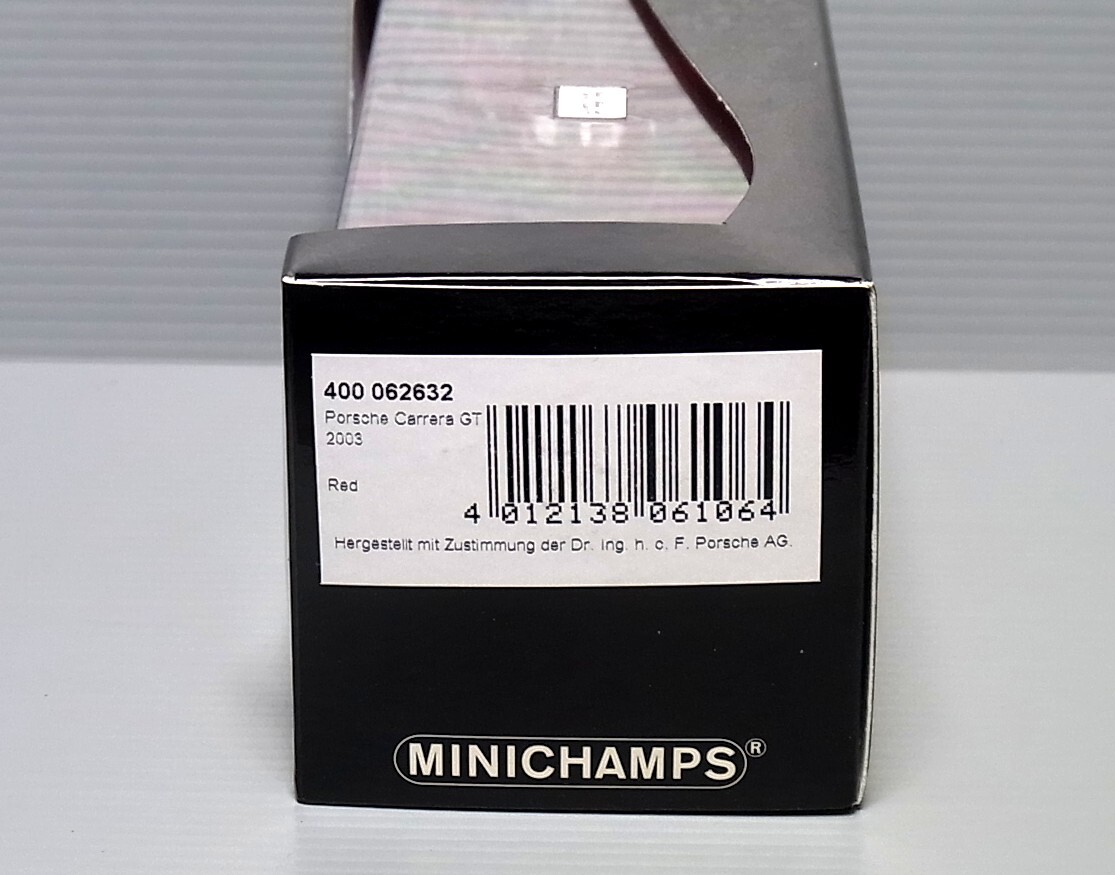 400 062632
Porsche Carrera GT
2003
Red
4 012138 061064
Hergestellt mit Zustimmung der Dr. Ing. h. c. F. Porsche AG.
MINICHAMPS®